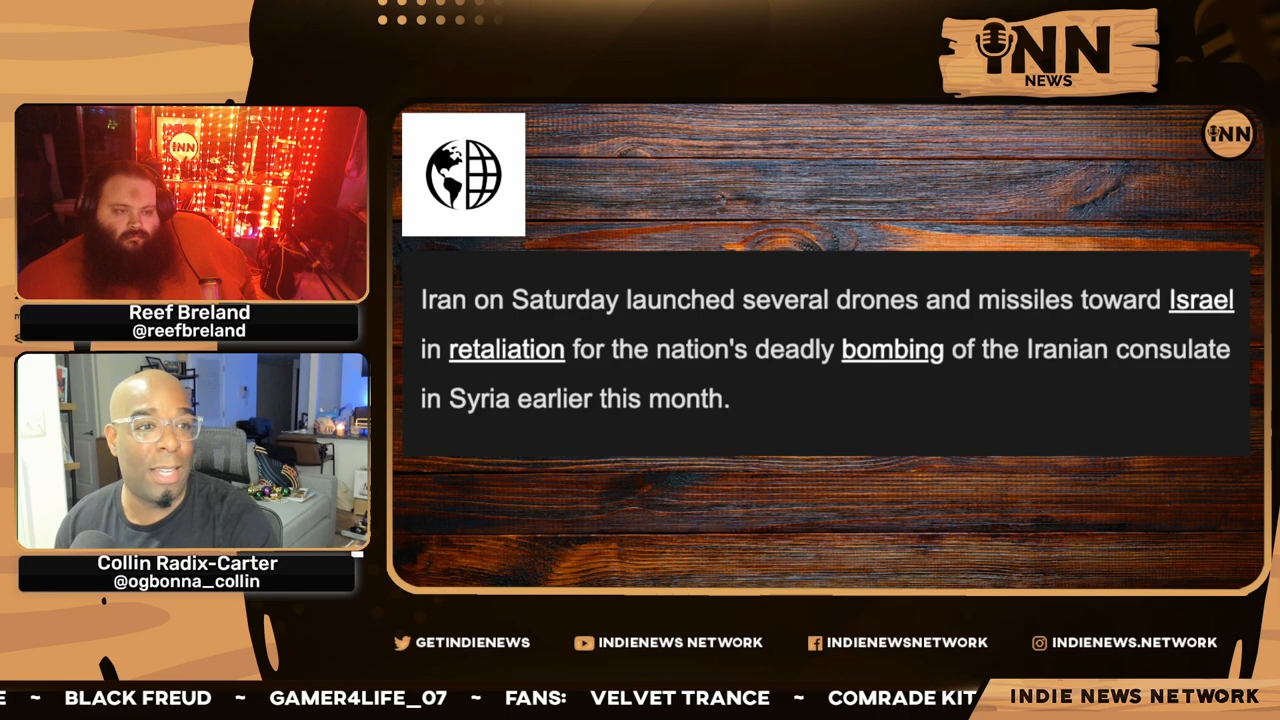 iNN
NEWS
iNN
iNN
Reef Breland
@reefbreland
Collin Radix-Carter
@ogbonna_collin
Iran on Saturday launched several drones and missiles toward Israel
in retaliation for the nation's deadly bombing of the Iranian consulate
in Syria earlier this month.
GETINDIENEWS
INDIENEWS NETWORK
INDIENEWSNETWORK
INDIENEWS.NETWORK
E ~ BLACK FREUD ~ GAMER4LIFE_07 ~ FANS: VELVET TRANCE ~ COMRADE KIT
INDIE NEWS NETWORK